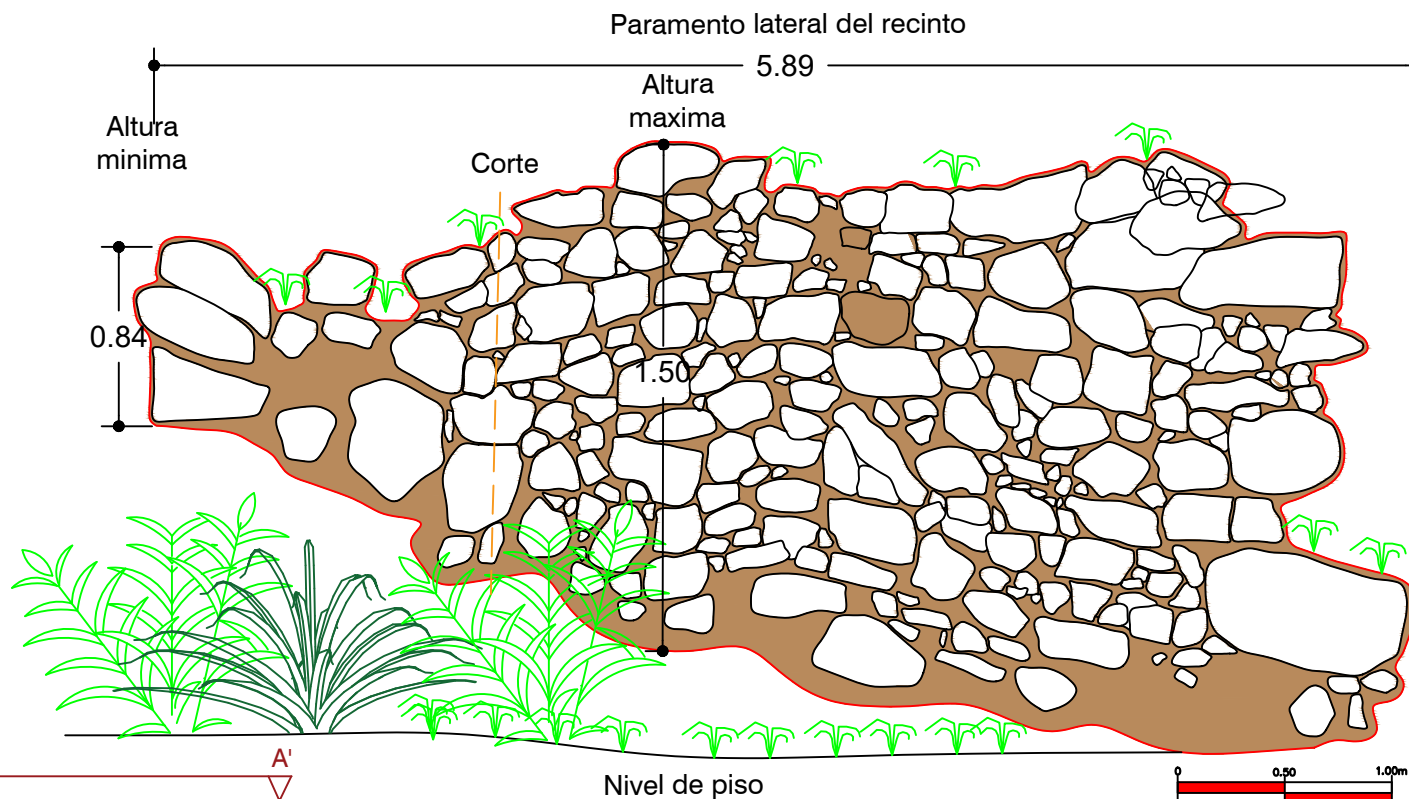 Paramento lateral del recinto
5.89
Altura
maxima
Altura
minima
Corte
0.84
1.50
A'
Nivel de piso
0 0.50 1.00m